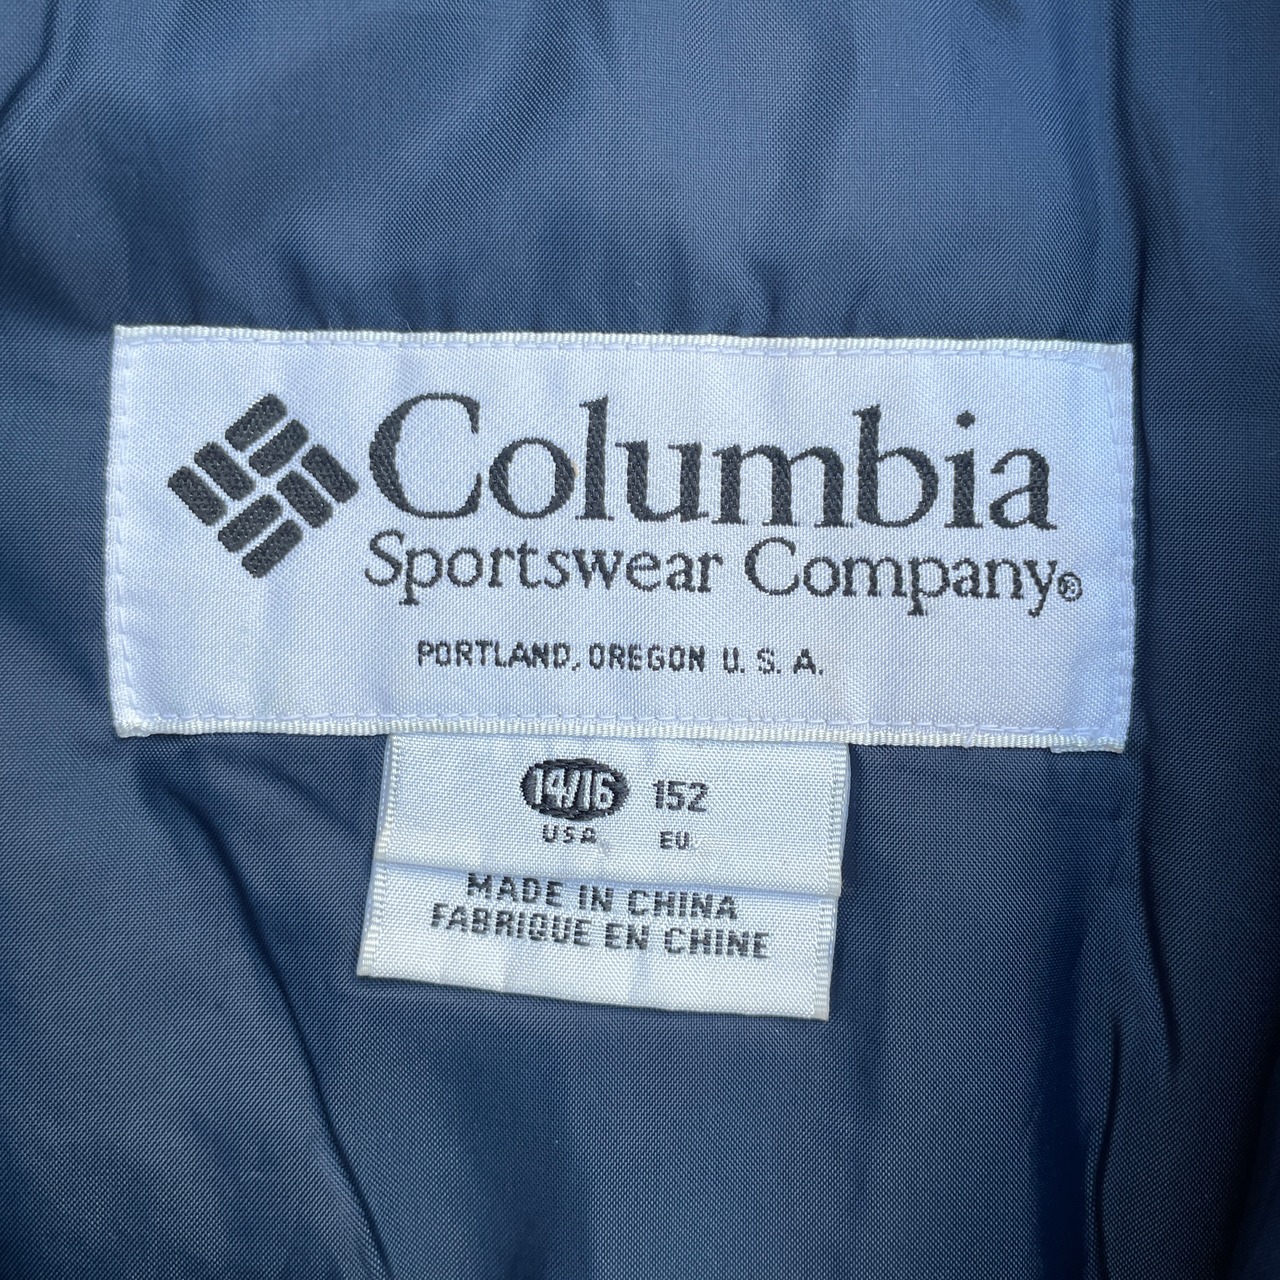 Columbia
Sportswear Company®
PORTLAND, OREGON U. S. A.
14/16 152
USA EU
MADE IN CHINA
FABRIQUE EN CHINE